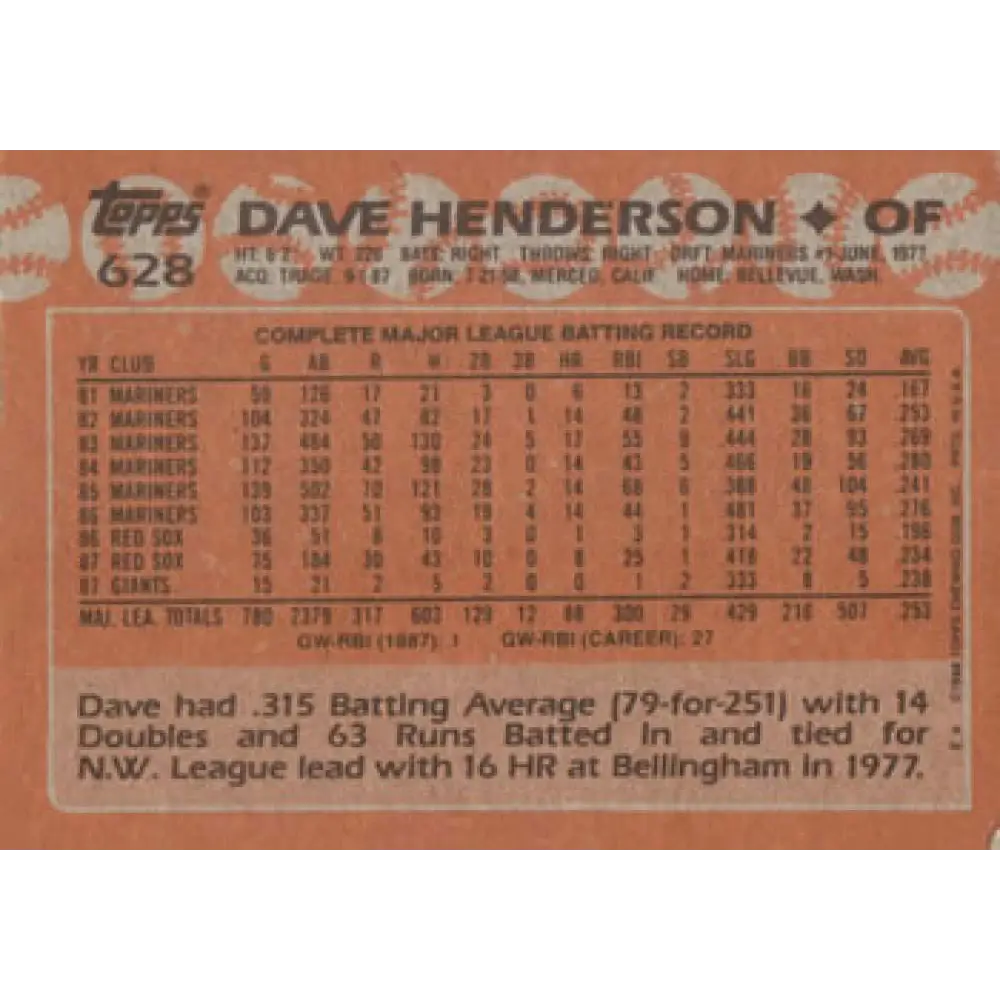 Topps® DAVE HENDERSON ◆ OF
628 HT. 6'2" WT. 220 BATS: RIGHT THROWS: RIGHT DRFT. MARINERS #1-JUNE, 1977
ACQ. TRADE 9-1-87 BORN: 7-21-58, MERCED, CALIF. HOME: BELLEVUE, WASH.
COMPLETE MAJOR LEAGUE BATTING RECORD
YR CLUB G AB R H 2B 3B HR RBI SB SLG BB SO AVG
81 MARINERS 59 126 17 21 3 0 6 13 2 .333 16 24 .167
82 MARINERS 104 324 47 82 17 1 14 48 2 .441 36 67 .253
83 MARINERS 137 484 50 130 24 5 17 55 9 .444 28 93 .269
84 MARINERS 112 350 42 98 23 0 14 43 5 .466 19 56 .280
85 MARINERS 139 502 70 121 28 2 14 68 6 .388 48 104 .241
86 MARINERS 103 337 51 93 19 4 14 44 1 .481 37 95 .276
86 RED SOX 36 51 8 10 3 0 1 3 1 .314 2 15 .196
87 RED SOX 75 184 30 43 10 0 8 25 1 .418 22 48 .234
87 GIANTS 15 21 2 5 2 0 0 1 2 .333 8 5 .238
MAJ. LEA. TOTALS 780 2379 317 603 129 12 88 300 29 .429 216 507 .253
GW-RBI (1987): 1 GW-RBI (CAREER): 27
Dave had .315 Batting Average (79-for-251) with 14
Doubles and 63 Runs Batted In and tied for
N.W. League lead with 16 HR at Bellingham in 1977.
© 1988 TOPPS CHEWING GUM, INC. PRTD. IN U.S.A.